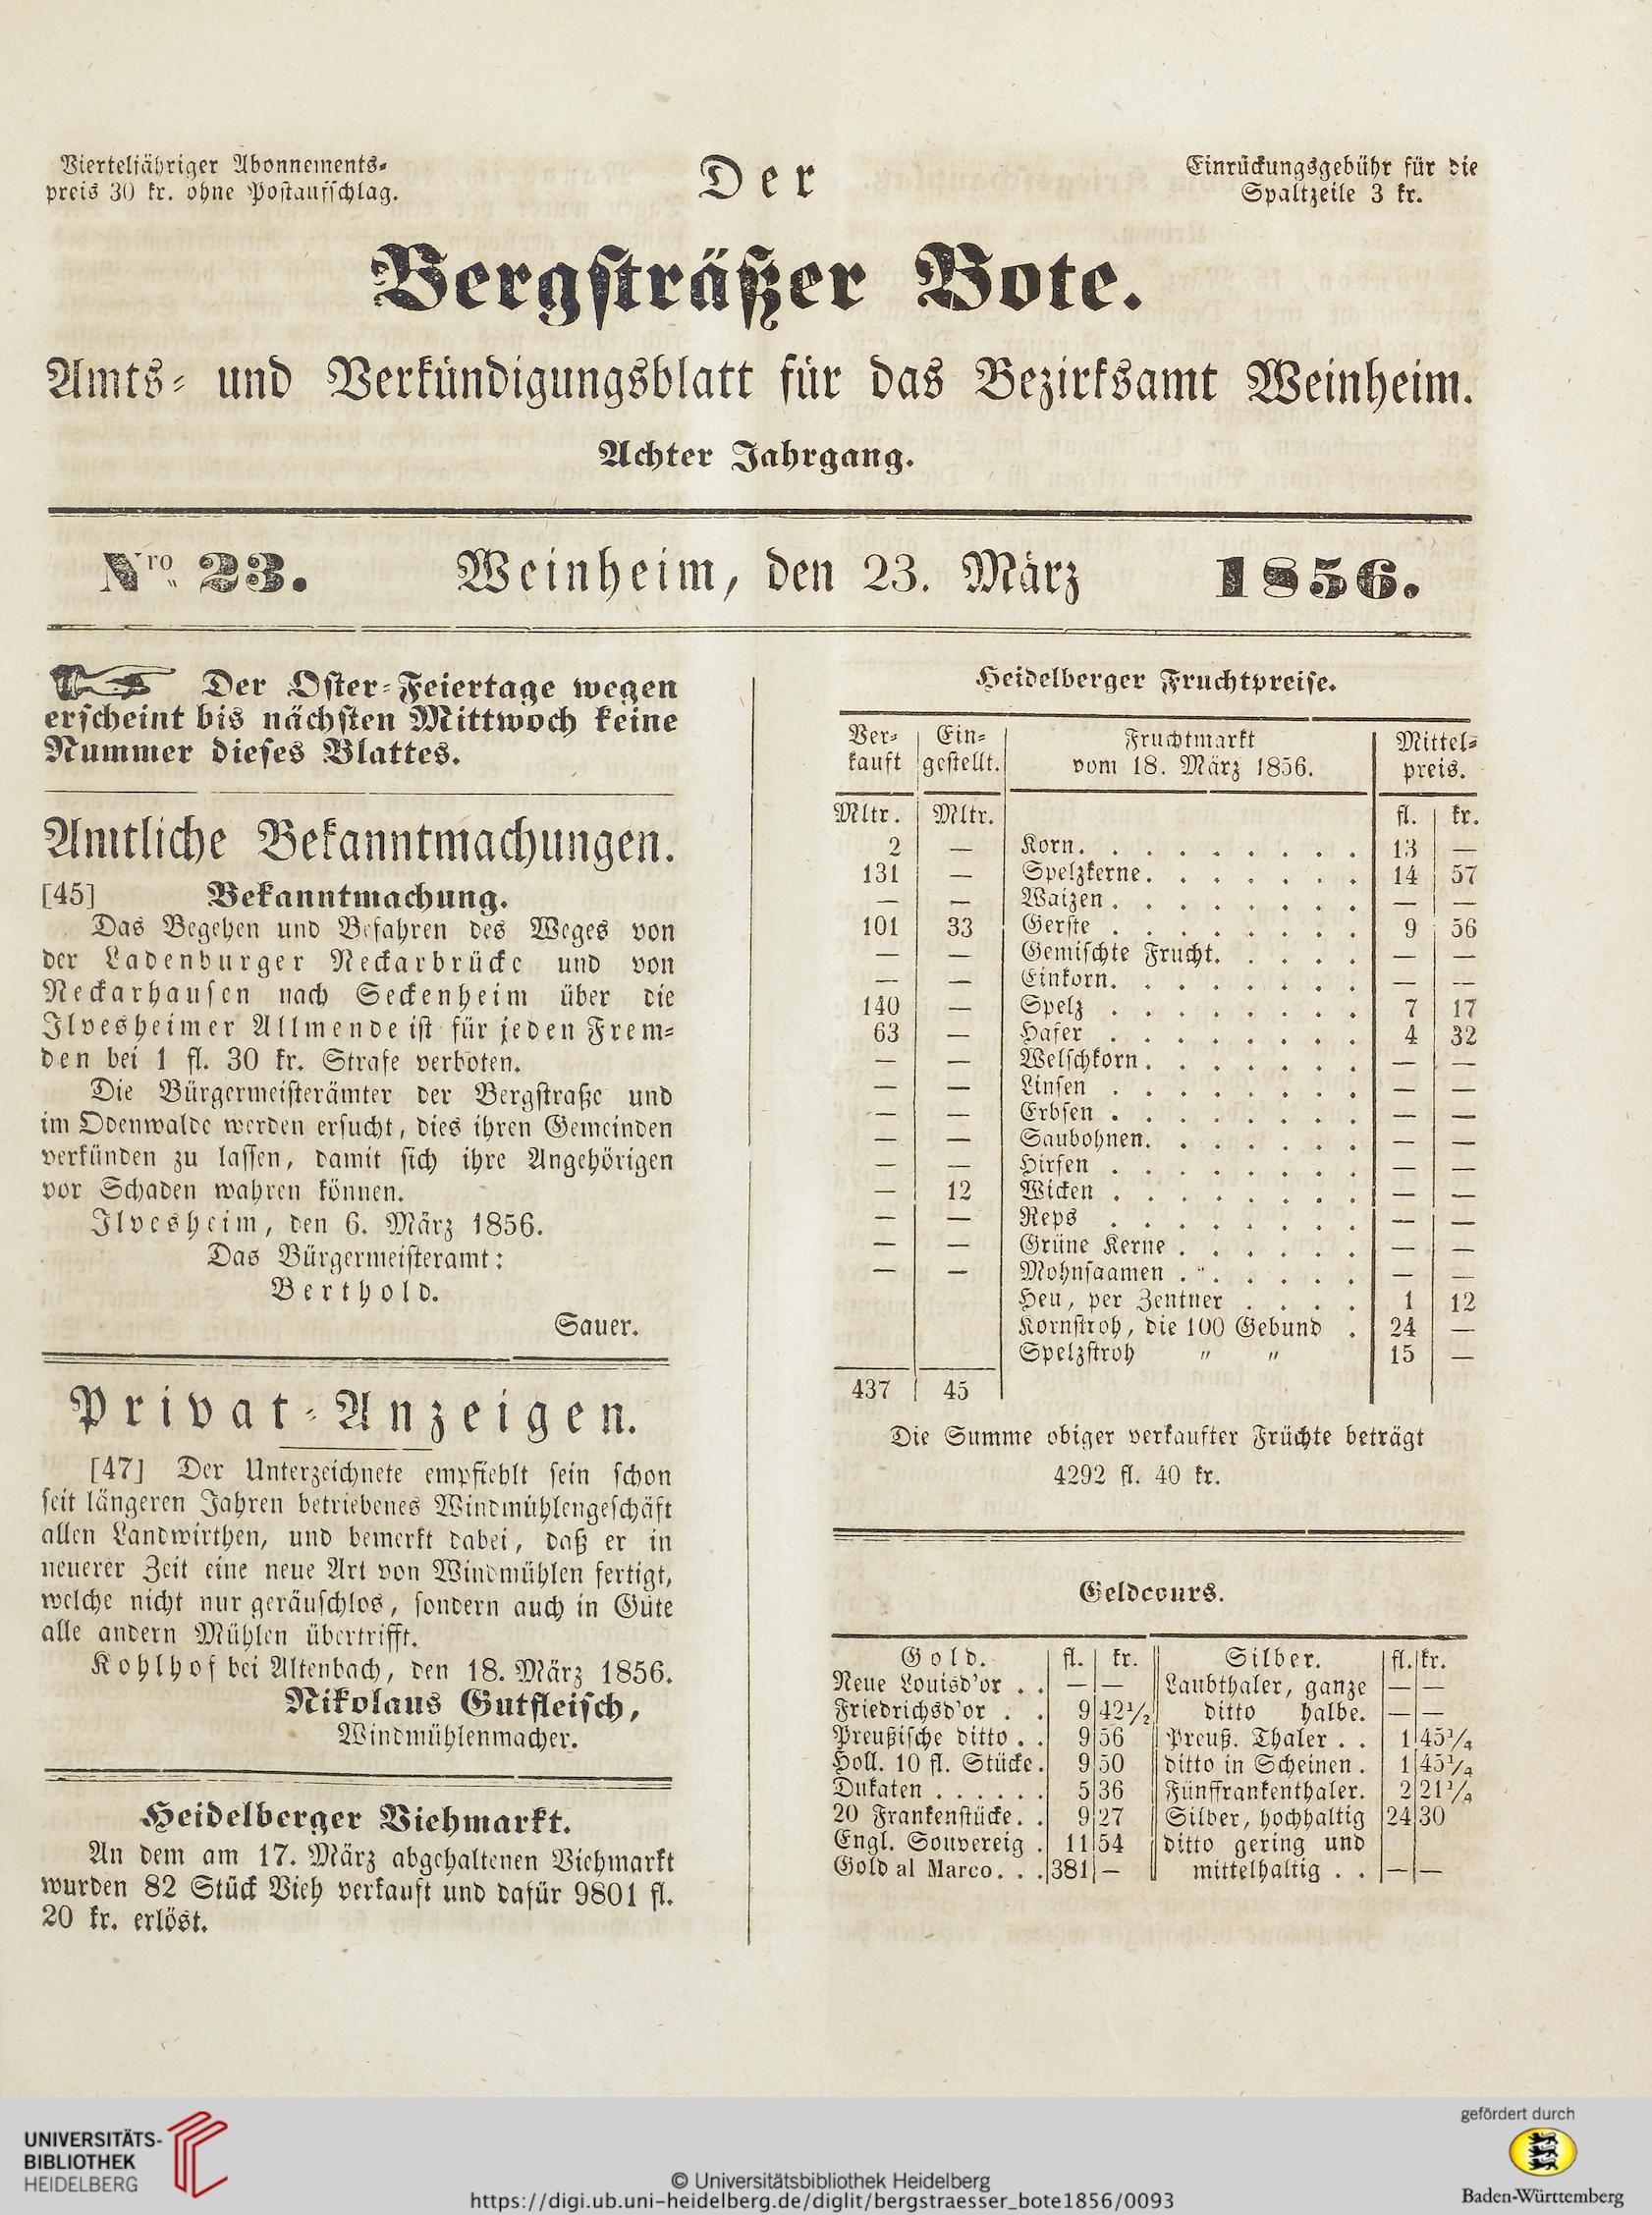 Vierteljähriger Abonnements-
preis 30 kr. ohne Postaufschlag.
Der
Einrückungsgebühr für die
Spaltzeile 3 kr.
Bergsträßer Bote.
Amts- und Verkündigungsblatt für das Bezirksamt Weinheim.
Achter Jahrgang.
Nro 23. Weinheim, den 23. März 1856.
Der Oster-Feiertage wegen
erscheint bis nächsten Mittwoch keine
Nummer dieses Blattes.
Amtliche Bekanntmachungen.
[45] Bekanntmachung.
Das Begehen und Befahren des Weges von
der Ladenburger Neckarbrücke und von
Neckarhausen nach Seckenheim über die
Ilvesheimer Allmende ist für jeden Frem-
den bei 1 fl. 30 kr. Strafe verboten.
Die Bürgermeisterämter der Bergstraße und
im Odenwalde werden ersucht, dies ihren Gemeinden
verkünden zu lassen, damit sich ihre Angehörigen
vor Schaden wahren können.
Ilvesheim, den 6. März 1856.
Das Bürgermeisteramt:
Berthold.
Sauer.
Privat-Anzeigen.
[47] Der Unterzeichnete empfiehlt sein schon
seit längeren Jahren betriebenes Windmühlengeschäft
allen Landwirthen, und bemerkt dabei, daß er in
neuerer Zeit eine neue Art von Windmühlen fertigt,
welche nicht nur geräuschlos, sondern auch in Güte
alle andern Mühlen übertrifft.
Kohlhof bei Altenbach, den 18. März 1856.
Nikolaus Gutfleisch,
Windmühlenmacher.
Heidelberger Viehmarkt.
An dem am 17. März abgehaltenen Viehmarkt
wurden 82 Stück Vieh verkauft und dafür 9801 fl.
20 kr. erlöst.
Heidelberger Fruchtpreise.
Ver- Ein- Fruchtmarkt Mittel-
kauft gestellt. vom 18. März 1856. preis.
Mltr. Mltr. fl. kr.
2 — Korn. . . . . . . . . . 13 —
131 — Spelzkerne. . . . . . . 14 57
— — Waizen . . . . . . . . — —
101 33 Gerste . . . . . . . . 9 56
— — Gemischte Frucht. . . . . — —
— — Einkorn. . . . . . . . — —
140 — Spelz . . . . . . . . 7 17
63 — Hafer . . . . . . . . 4 32
— — Welschkorn. . . . . . . — —
— — Linsen . . . . . . . . — —
— — Erbsen . . . . . . . . — —
— — Saubohnen. . . . . . . — —
— — Hirsen . . . . . . . . — —
— 12 Wicken . . . . . . . . — —
— — Reps . . . . . . . . — —
— — Grüne Kerne . . . . . . — —
— — Mohnsaamen . . . . . . — —
Heu, per Zentner . . . . 1 12
Kornstroh, die 100 Gebund . 24 —
Spelzstroh " " 15 —
437 45
Die Summe obiger verkaufter Früchte beträgt
4292 fl. 40 kr.
Geldcours.
Gold. fl. kr. Silber. fl. kr.
Neue Louisd'or . . — — Laubthaler, ganze — —
Friedrichsd'or . . 9 42½ ditto halbe. — —
Preußische ditto . . 9 56 Preuß. Thaler . . 1 45¼
Holl. 10 fl. Stücke. 9 50 ditto in Scheinen . 1 45¼
Dukaten . . . . . . 5 36 Fünffrankenthaler. 2 21¼
20 Frankenstücke. . 9 27 Silber, hochhaltig 24 30
Engl. Souvereig . 11 54 ditto gering und
Gold al Marco. . . 381 — mittelhaltig . . — —
UNIVERSITÄTS-
BIBLIOTHEK
HEIDELBERG
© Universitätsbibliothek Heidelberg
https://digi.ub.uni-heidelberg.de/diglit/bergstraesser_bote1856/0093
gefördert durch
Baden-Württemberg